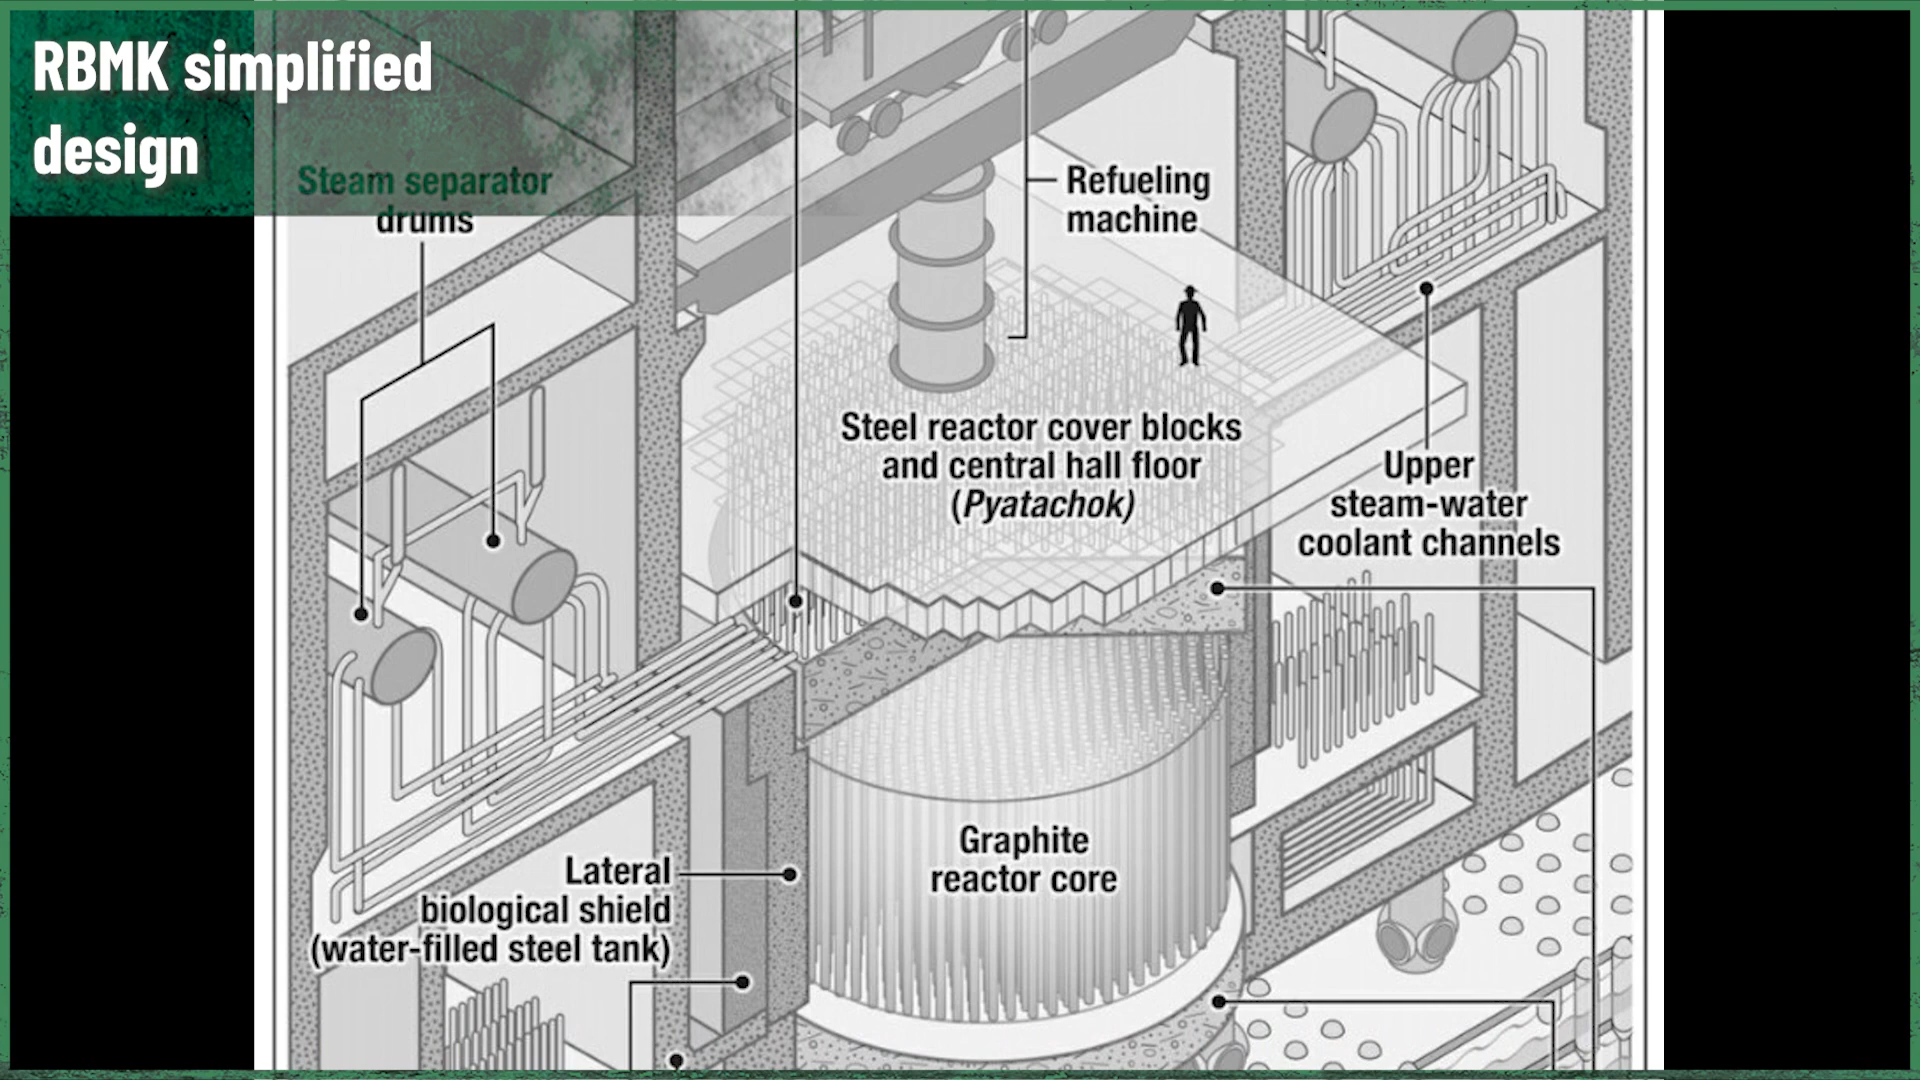 RBMK simplified
design
Steam separator
drums
Refueling
machine
Steel reactor cover blocks
and central hall floor
(Pyatachok)
Upper
steam-water
coolant channels
Graphite
reactor core
Lateral
biological shield
(water-filled steel tank)